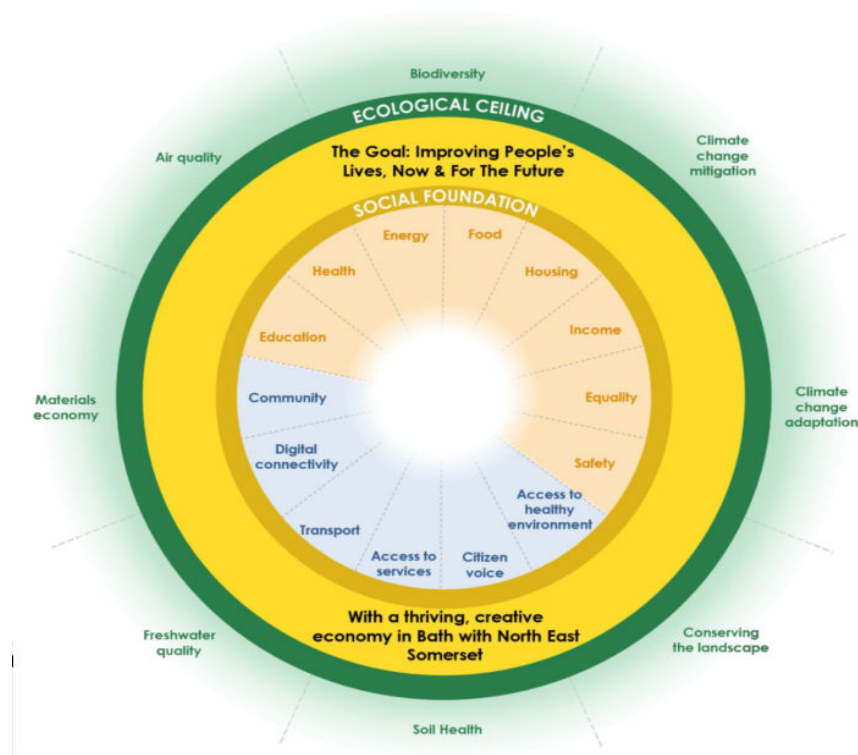 Biodiversity
ECOLOGICAL CEILING
The Goal: Improving People's
Lives, Now & For The Future
Air quality
Climate
change
mitigation
SOCIAL FOUNDATION
Energy
Food
Health
Housing
Education
Income
Materials
economy
Community
Equality
Climate
change
adaptation
Digital
connectivity
Safety
Transport
Access to
healthy
environment
Access to
services
Citizen
voice
With a thriving, creative
economy in Bath with North East
Somerset
Freshwater
quality
Conserving
the landscape
Soil Health